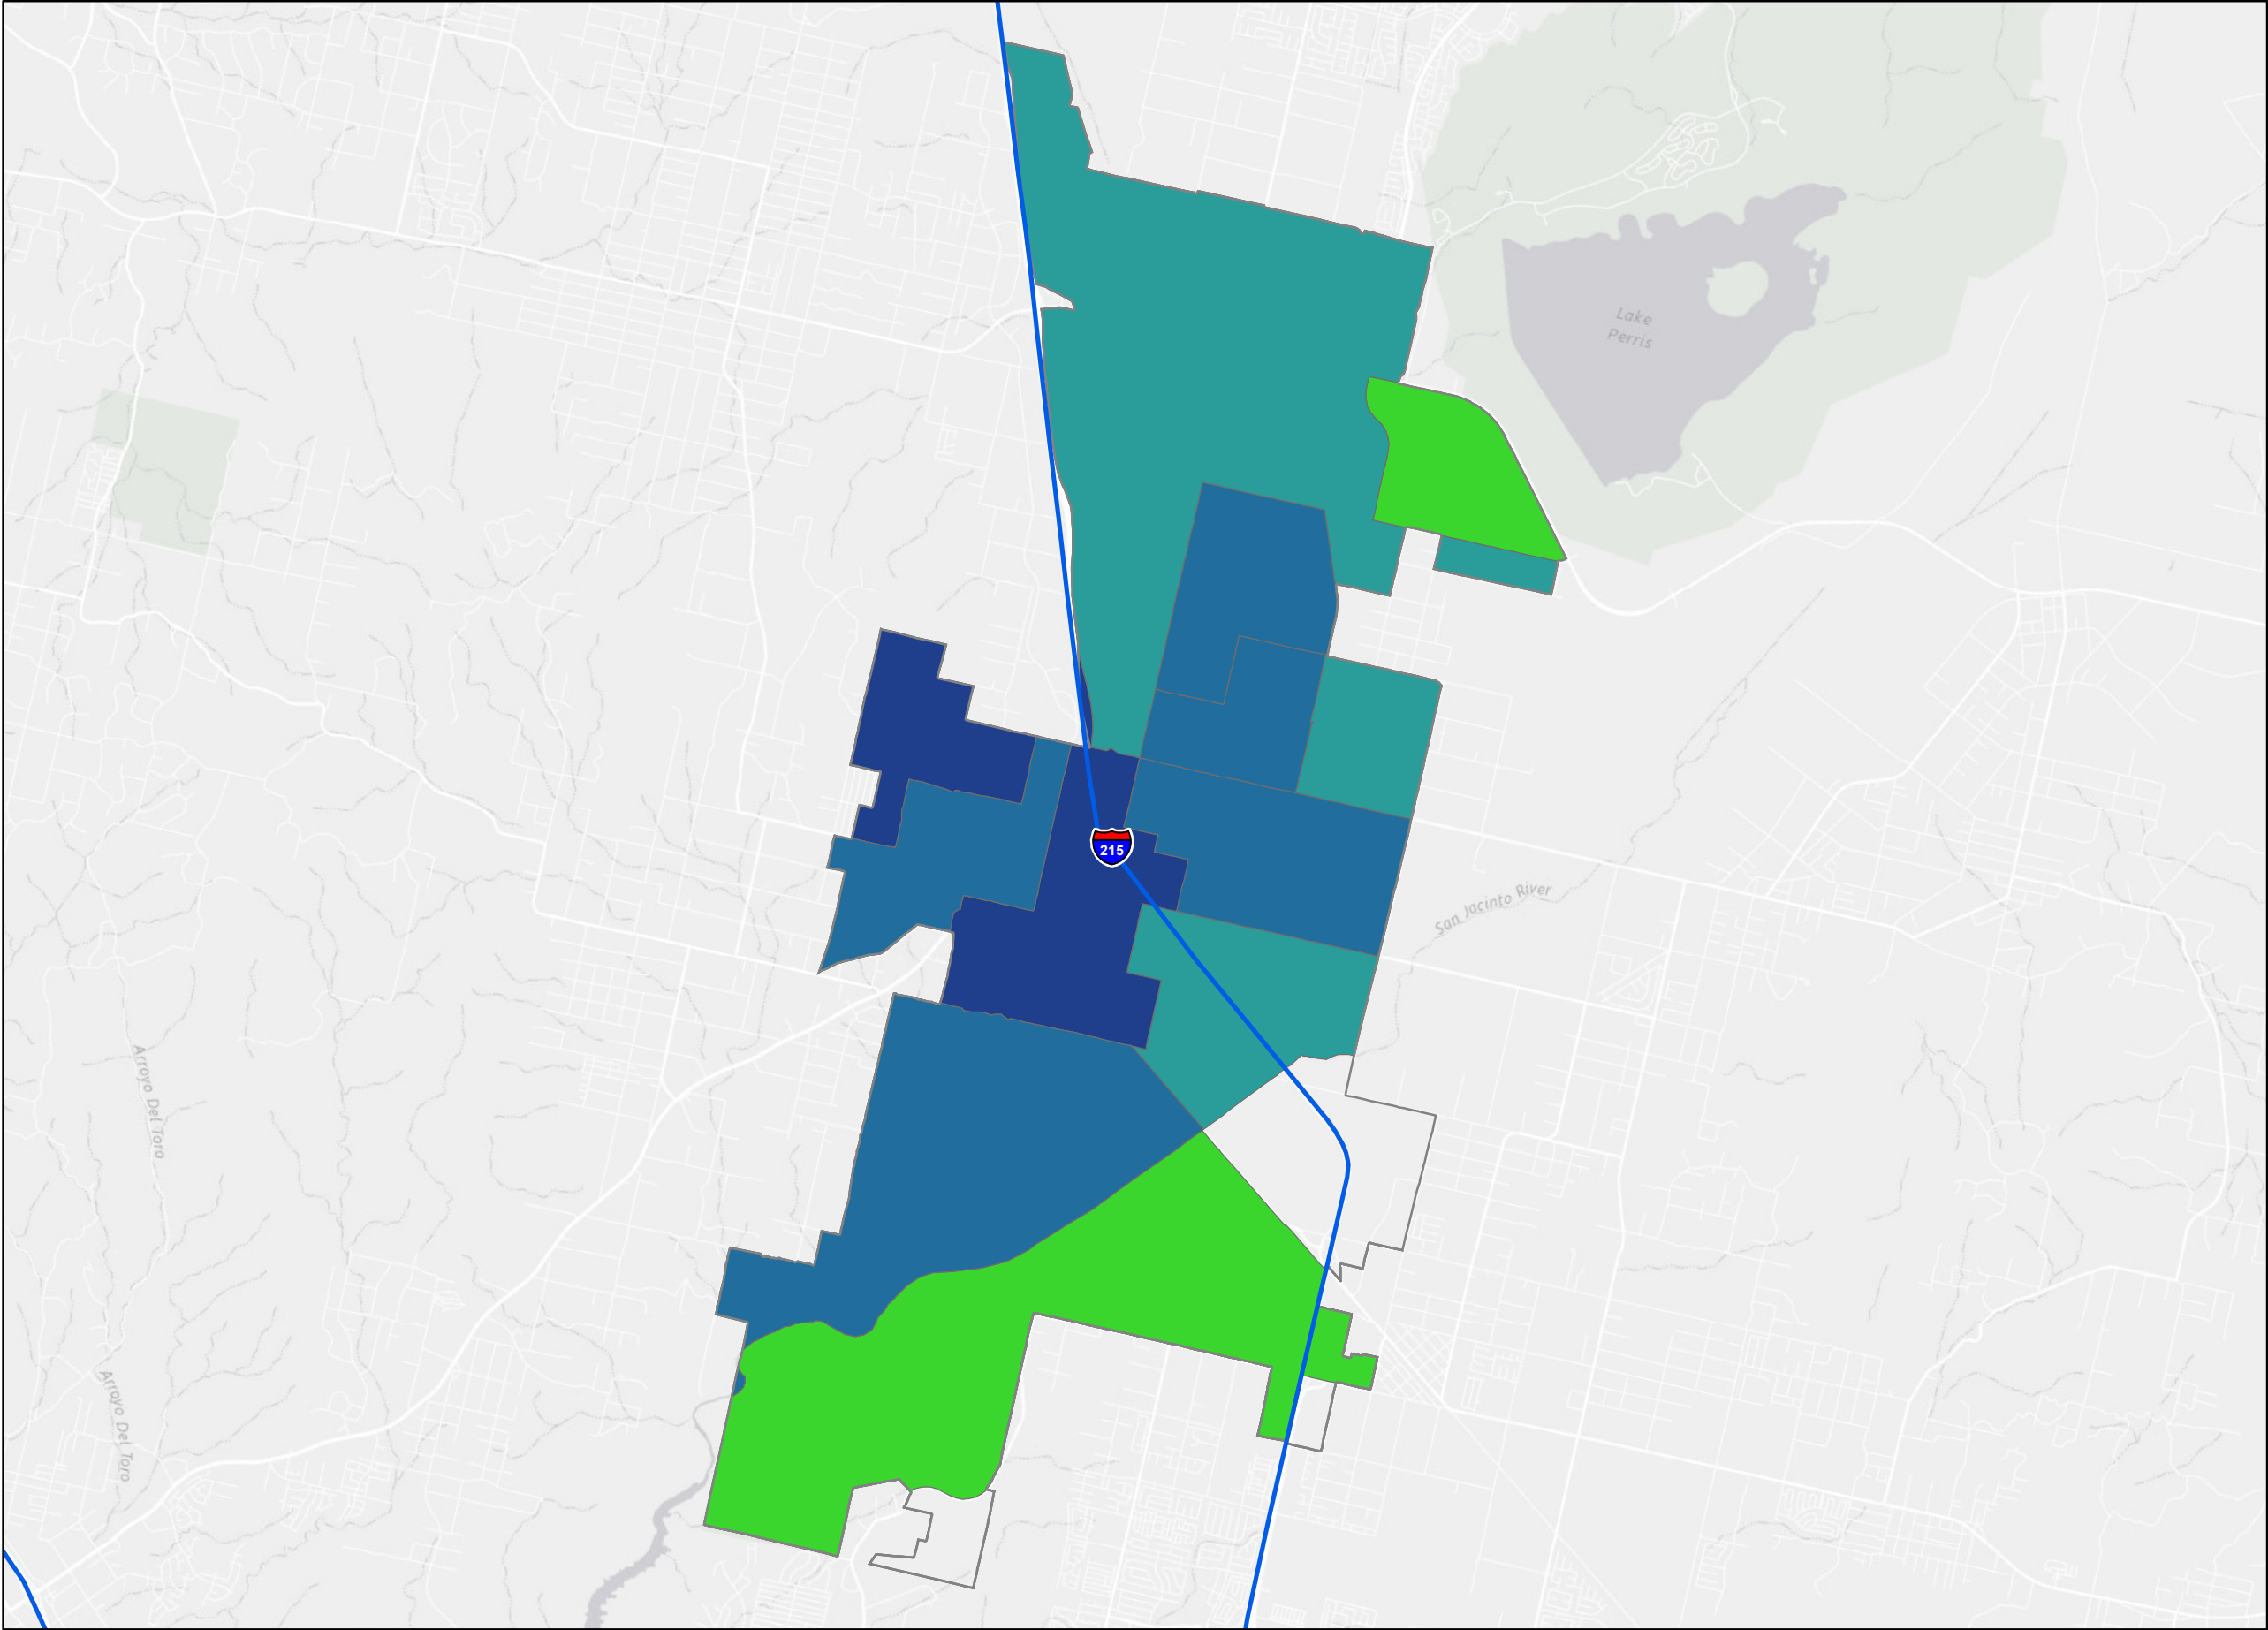 Lake
Perris
215
San Jacinto River
Arroyo Del Toro
Arroyo Del Toro